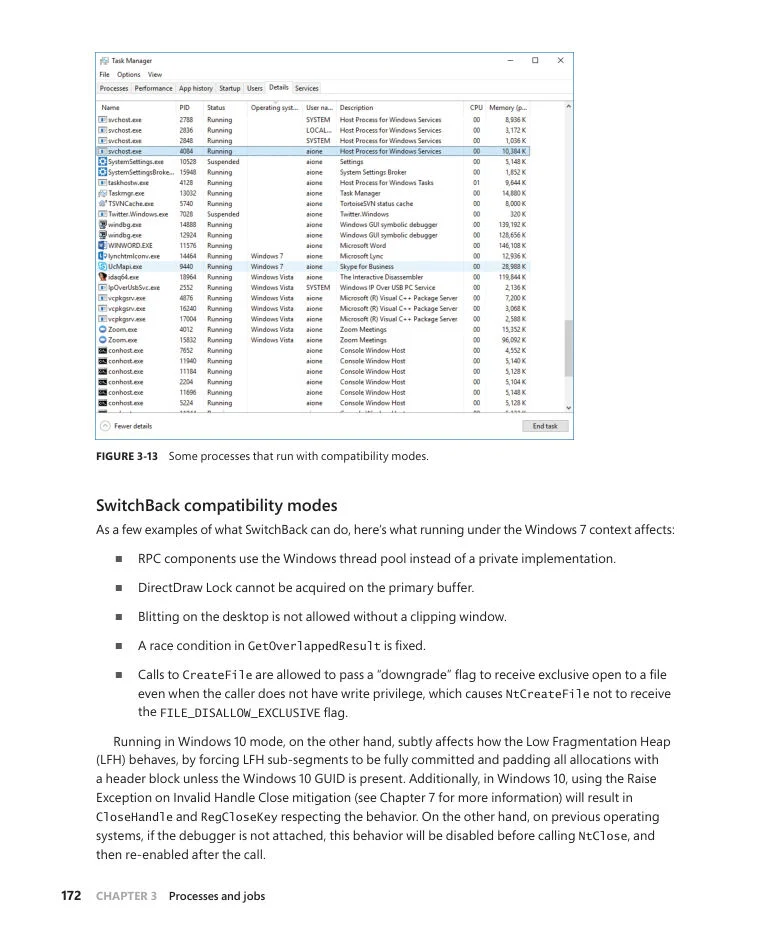 Task Manager
File Options View
Processes Performance App history Startup Users Details Services
Name PID Status Operating syst... User na... Description CPU Memory (p...
svchost.exe 2788 Running SYSTEM Host Process for Windows Services 00 8,936 K
svchost.exe 2836 Running LOCAL... Host Process for Windows Services 00 3,172 K
svchost.exe 2848 Running SYSTEM Host Process for Windows Services 00 1,036 K
svchost.exe 4084 Running aione Host Process for Windows Services 00 10,384 K
SystemSettings.exe 10528 Suspended aione Settings 00 5,148 K
SystemSettingsBroke... 15948 Running aione System Settings Broker 00 1,852 K
taskhostw.exe 4128 Running aione Host Process for Windows Tasks 01 9,644 K
Taskmgr.exe 13032 Running aione Task Manager 00 14,880 K
TSVNCache.exe 5740 Running aione TortoiseSVN status cache 00 8,000 K
Twitter.Windows.exe 7028 Suspended aione Twitter.Windows 00 320 K
windbg.exe 14888 Running aione Windows GUI symbolic debugger 00 139,192 K
windbg.exe 12924 Running aione Windows GUI symbolic debugger 00 128,656 K
WINWORD.EXE 11576 Running aione Microsoft Word 00 146,108 K
lynchtmlconv.exe 14464 Running Windows 7 aione Microsoft Lync 00 12,936 K
UcMapi.exe 9440 Running Windows 7 aione Skype for Business 00 28,988 K
idaq64.exe 18964 Running Windows Vista aione The Interactive Disassembler 00 119,844 K
IpOverUsbSvc.exe 2552 Running Windows Vista SYSTEM Windows IP Over USB PC Service 00 2,136 K
vcpkgsrv.exe 4876 Running Windows Vista aione Microsoft (R) Visual C++ Package Server 00 7,200 K
vcpkgsrv.exe 16240 Running Windows Vista aione Microsoft (R) Visual C++ Package Server 00 3,068 K
vcpkgsrv.exe 17004 Running Windows Vista aione Microsoft (R) Visual C++ Package Server 00 2,588 K
Zoom.exe 4012 Running Windows Vista aione Zoom Meetings 00 15,352 K
Zoom.exe 15832 Running Windows Vista aione Zoom Meetings 00 96,092 K
conhost.exe 7652 Running aione Console Window Host 00 4,552 K
conhost.exe 11940 Running aione Console Window Host 00 5,140 K
conhost.exe 11184 Running aione Console Window Host 00 5,128 K
conhost.exe 2204 Running aione Console Window Host 00 5,104 K
conhost.exe 11696 Running aione Console Window Host 00 5,148 K
conhost.exe 5224 Running aione Console Window Host 00 5,128 K
Fewer details End task
FIGURE 3-13 Some processes that run with compatibility modes.
SwitchBack compatibility modes
As a few examples of what SwitchBack can do, here’s what running under the Windows 7 context affects:
■ RPC components use the Windows thread pool instead of a private implementation.
■ DirectDraw Lock cannot be acquired on the primary buffer.
■ Blitting on the desktop is not allowed without a clipping window.
■ A race condition in GetOverlappedResult is fixed.
■ Calls to CreateFile are allowed to pass a “downgrade” flag to receive exclusive open to a file
even when the caller does not have write privilege, which causes NtCreateFile not to receive
the FILE_DISALLOW_EXCLUSIVE flag.
Running in Windows 10 mode, on the other hand, subtly affects how the Low Fragmentation Heap
(LFH) behaves, by forcing LFH sub-segments to be fully committed and padding all allocations with
a header block unless the Windows 10 GUID is present. Additionally, in Windows 10, using the Raise
Exception on Invalid Handle Close mitigation (see Chapter 7 for more information) will result in
CloseHandle and RegCloseKey respecting the behavior. On the other hand, on previous operating
systems, if the debugger is not attached, this behavior will be disabled before calling NtClose, and
then re-enabled after the call.
172 CHAPTER 3 Processes and jobs